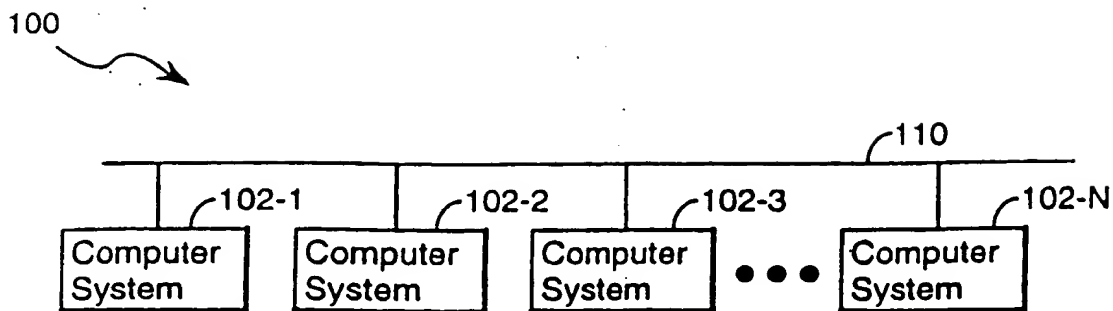 100
110
102-1
102-2
102-3
102-N
Computer
System
Computer
System
Computer
System
Computer
System